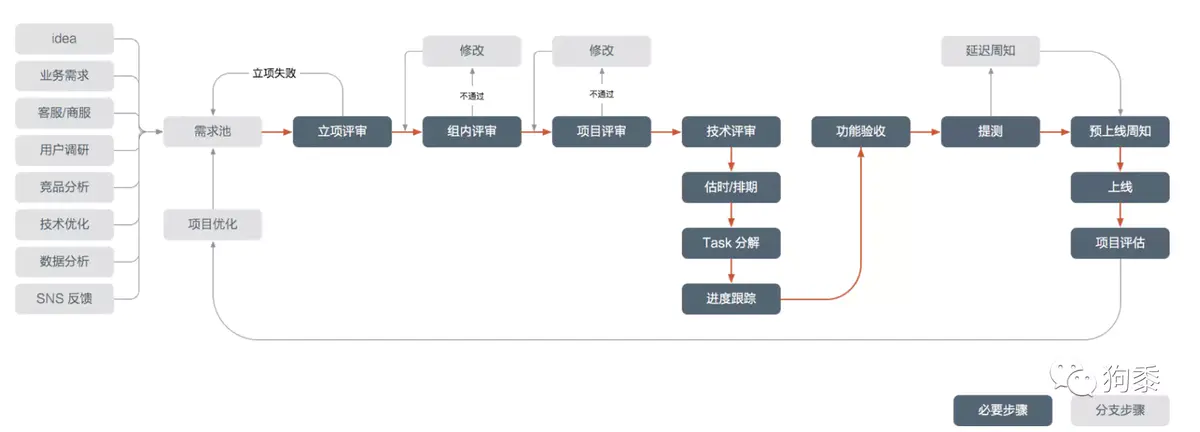 idea
业务需求
客服/商服
用户调研
竞品分析
技术优化
数据分析
SNS 反馈
需求池
项目优化
立项失败
立项评审
修改
不通过
组内评审
修改
不通过
项目评审
技术评审
估时/排期
Task 分解
进度跟踪
功能验收
延迟周知
提测
预上线周知
上线
项目评估
狗黍
必要步骤
分支步骤